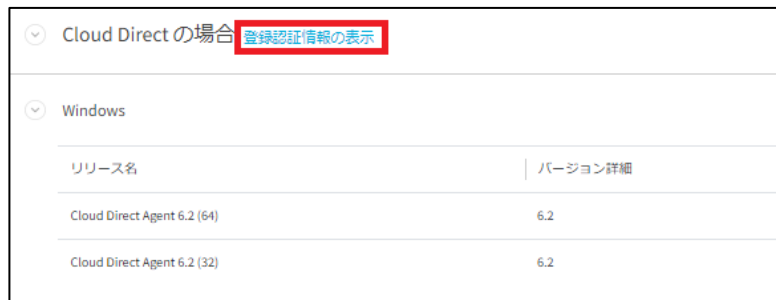 Cloud Direct の場合 登録認証情報の表示
Windows
リリース名 バージョン詳細
Cloud Direct Agent 6.2 (64) 6.2
Cloud Direct Agent 6.2 (32) 6.2